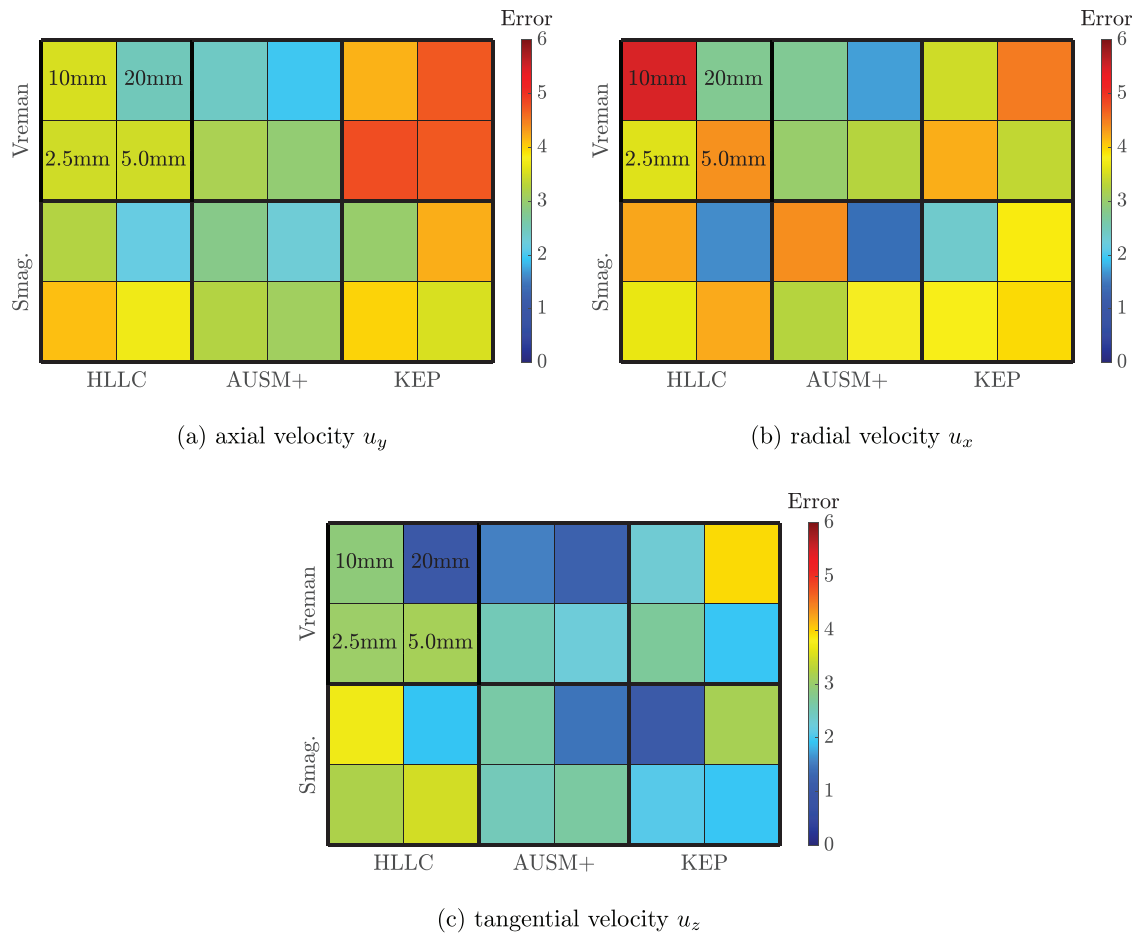 Error
6
5
4
3
2
1
0
Vreman
Smag.
10mm 20mm
2.5mm 5.0mm
HLLC AUSM+ KEP
(a) axial velocity u_y
Error
6
5
4
3
2
1
0
Vreman
Smag.
10mm 20mm
2.5mm 5.0mm
HLLC AUSM+ KEP
(b) radial velocity u_x
Error
6
5
4
3
2
1
0
Vreman
Smag.
10mm 20mm
2.5mm 5.0mm
HLLC AUSM+ KEP
(c) tangential velocity u_z